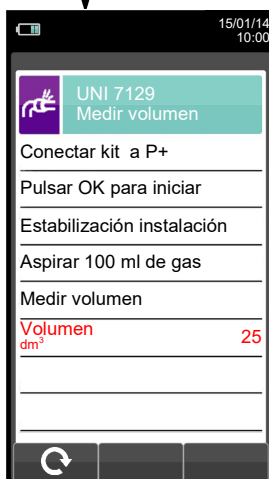 15/01/14
10:00
UNI 7129
Medir volumen
Conectar kit a P+
Pulsar OK para iniciar
Estabilización instalación
Aspirar 100 ml de gas
Medir volumen
Volumen 25
dm³